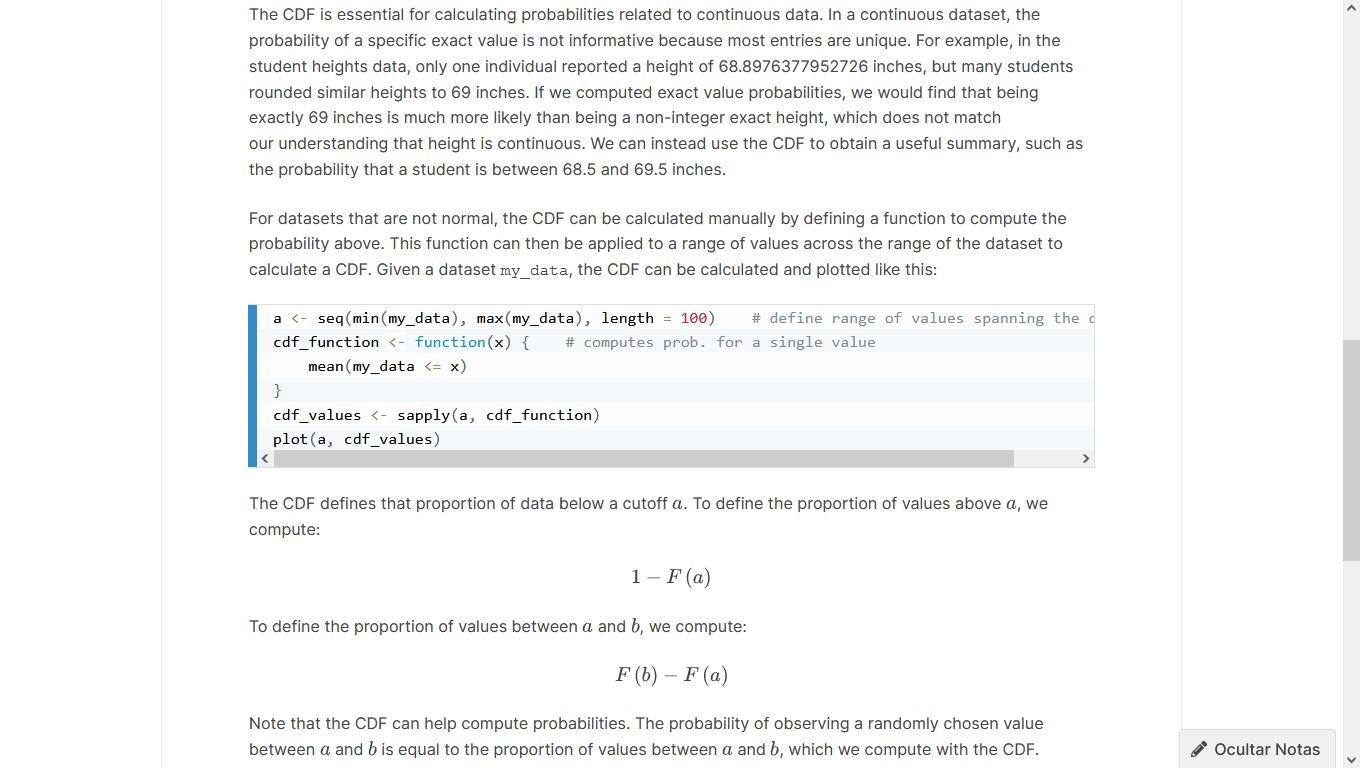 The CDF is essential for calculating probabilities related to continuous data. In a continuous dataset, the
probability of a specific exact value is not informative because most entries are unique. For example, in the
student heights data, only one individual reported a height of 68.8976377952726 inches, but many students
rounded similar heights to 69 inches. If we computed exact value probabilities, we would find that being
exactly 69 inches is much more likely than being a non-integer exact height, which does not match
our understanding that height is continuous. We can instead use the CDF to obtain a useful summary, such as
the probability that a student is between 68.5 and 69.5 inches.
For datasets that are not normal, the CDF can be calculated manually by defining a function to compute the
probability above. This function can then be applied to a range of values across the range of the dataset to
calculate a CDF. Given a dataset my_data, the CDF can be calculated and plotted like this:
a <- seq(min(my_data), max(my_data), length = 100)    # define range of values spanning the
cdf_function <- function(x) {    # computes prob. for a single value
    mean(my_data <= x)
}
cdf_values <- sapply(a, cdf_function)
plot(a, cdf_values)
The CDF defines that proportion of data below a cutoff a. To define the proportion of values above a, we
compute:
1 − F (a)
To define the proportion of values between a and b, we compute:
F (b) − F (a)
Note that the CDF can help compute probabilities. The probability of observing a randomly chosen value
between a and b is equal to the proportion of values between a and b, which we compute with the CDF.
Ocultar Notas